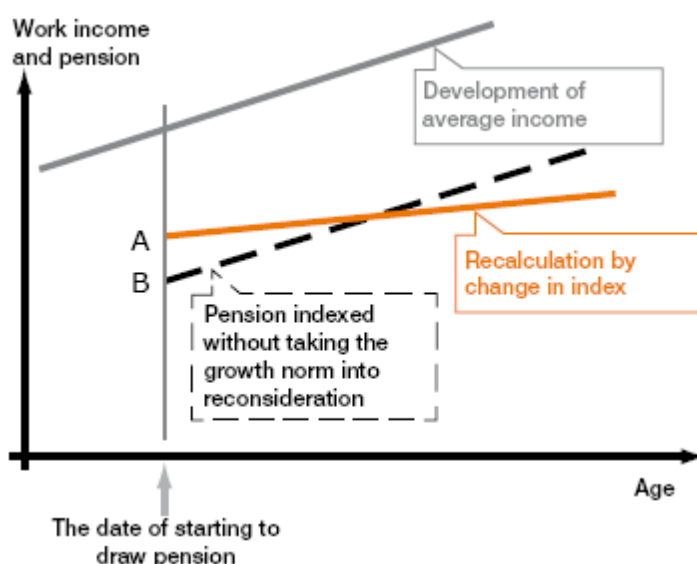 Work income
and pension
Development of
average income
A
B
Recalculation by
change in index
Pension indexed
without taking the
growth norm into
reconsideration
Age
The date of starting to
draw pension